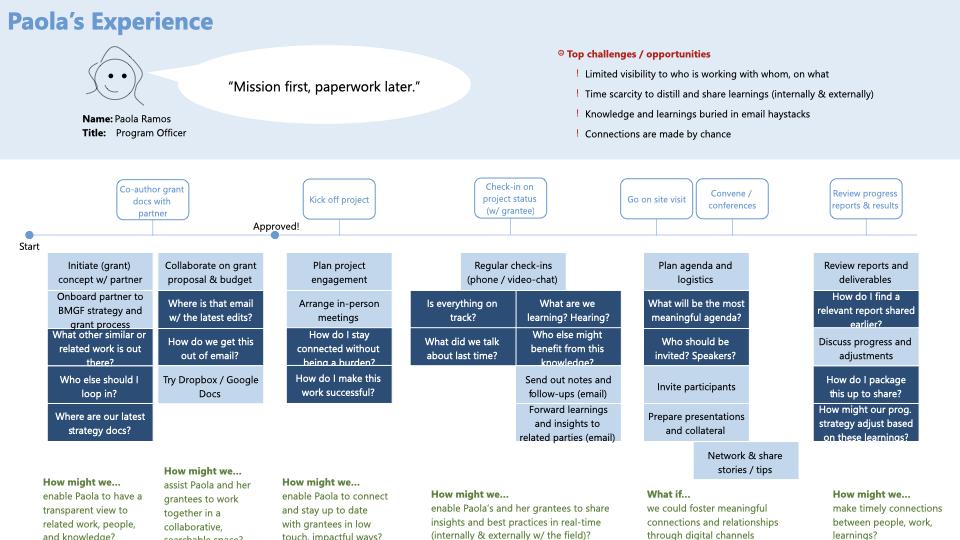 Paola's Experience
"Mission first, paperwork later."
Name: Paola Ramos
Title: Program Officer
☹ Top challenges / opportunities
! Limited visibility to who is working with whom, on what
! Time scarcity to distill and share learnings (internally & externally)
! Knowledge and learnings buried in email haystacks
! Connections are made by chance
Co-author grant
docs with
partner
Kick off project
Check-in on
project status
(w/ grantee)
Go on site visit
Convene /
conferences
Review progress
reports & results
Start
Approved!
Initiate (grant)
concept w/ partner
Onboard partner to
BMGF strategy and
grant process
What other similar or
related work is out
there?
Who else should I
loop in?
Where are our latest
strategy docs?
Collaborate on grant
proposal & budget
Where is that email
w/ the latest edits?
How do we get this
out of email?
Try Dropbox / Google
Docs
Plan project
engagement
Arrange in-person
meetings
How do I stay
connected without
being a burden?
How do I make this
work successful?
Regular check-ins
(phone / video-chat)
Is everything on
track?
What did we talk
about last time?
What are we
learning? Hearing?
Who else might
benefit from this
knowledge?
Send out notes and
follow-ups (email)
Forward learnings
and insights to
related parties (email)
Plan agenda and
logistics
What will be the most
meaningful agenda?
Who should be
invited? Speakers?
Invite participants
Prepare presentations
and collateral
Network & share
stories / tips
Review reports and
deliverables
How do I find a
relevant report shared
earlier?
Discuss progress and
adjustments
How do I package
this up to share?
How might our prog.
strategy adjust based
on these learnings?
How might we...
enable Paola to have a
transparent view to
related work, people,
and knowledge?
How might we...
assist Paola and her
grantees to work
together in a
collaborative,
searchable space?
How might we...
enable Paola to connect
and stay up to date
with grantees in low
touch, impactful ways?
How might we...
enable Paola's and her grantees to share
insights and best practices in real-time
(internally & externally w/ the field)?
What if...
we could foster meaningful
connections and relationships
through digital channels
How might we...
make timely connections
between people, work,
learnings?